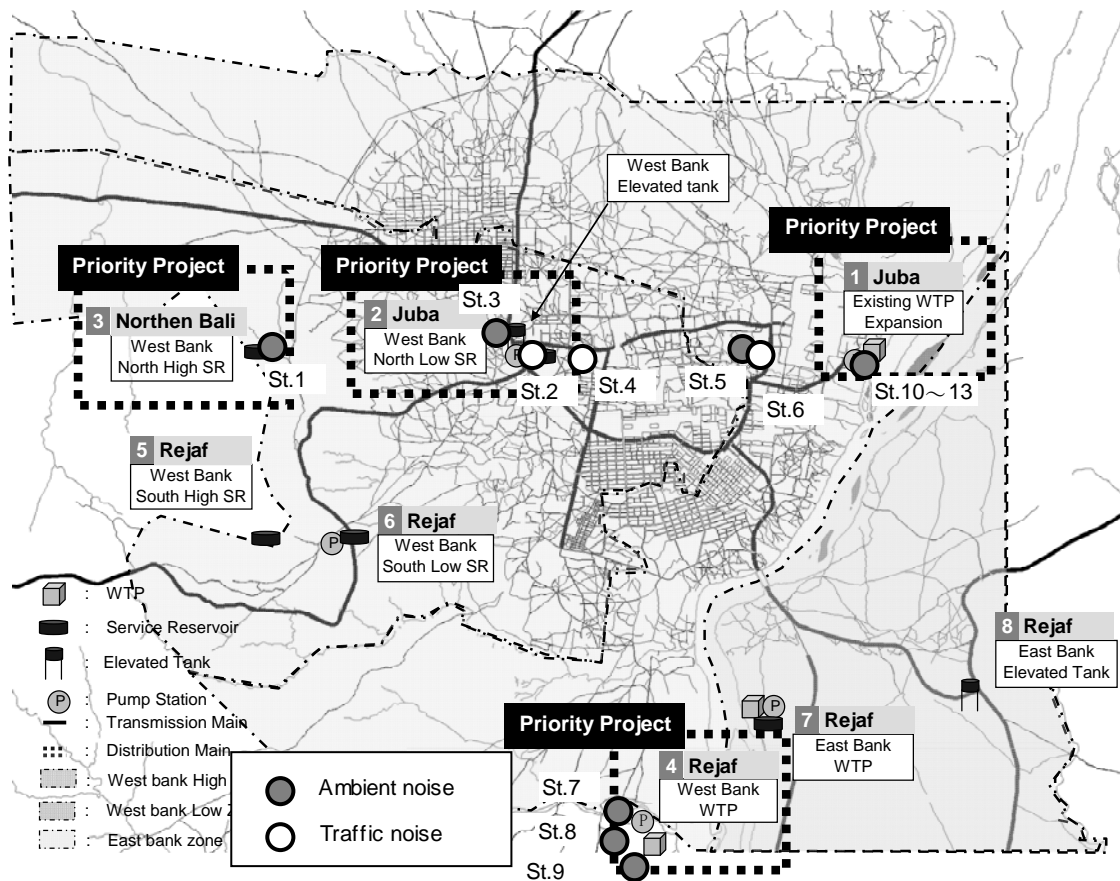 West Bank
Elevated tank
Priority Project
1 Juba
Existing WTP
Expansion
St.10～13
Priority Project
3 Northen Bali
West Bank
North High SR
St.1
Priority Project
St.3
2 Juba
West Bank
North Low SR
P
St.2
St.4
St.5
St.6
5 Rejaf
West Bank
South High SR
P
6 Rejaf
West Bank
South Low SR
8 Rejaf
East Bank
Elevated Tank
P
7 Rejaf
East Bank
WTP
Priority Project
4 Rejaf
West Bank
WTP
P
St.7
St.8
St.9
: WTP
: Service Reservoir
: Elevated Tank
P : Pump Station
: Transmission Main
: Distribution Main
: West bank High
: West bank Low
: East bank zone
Ambient noise
Traffic noise